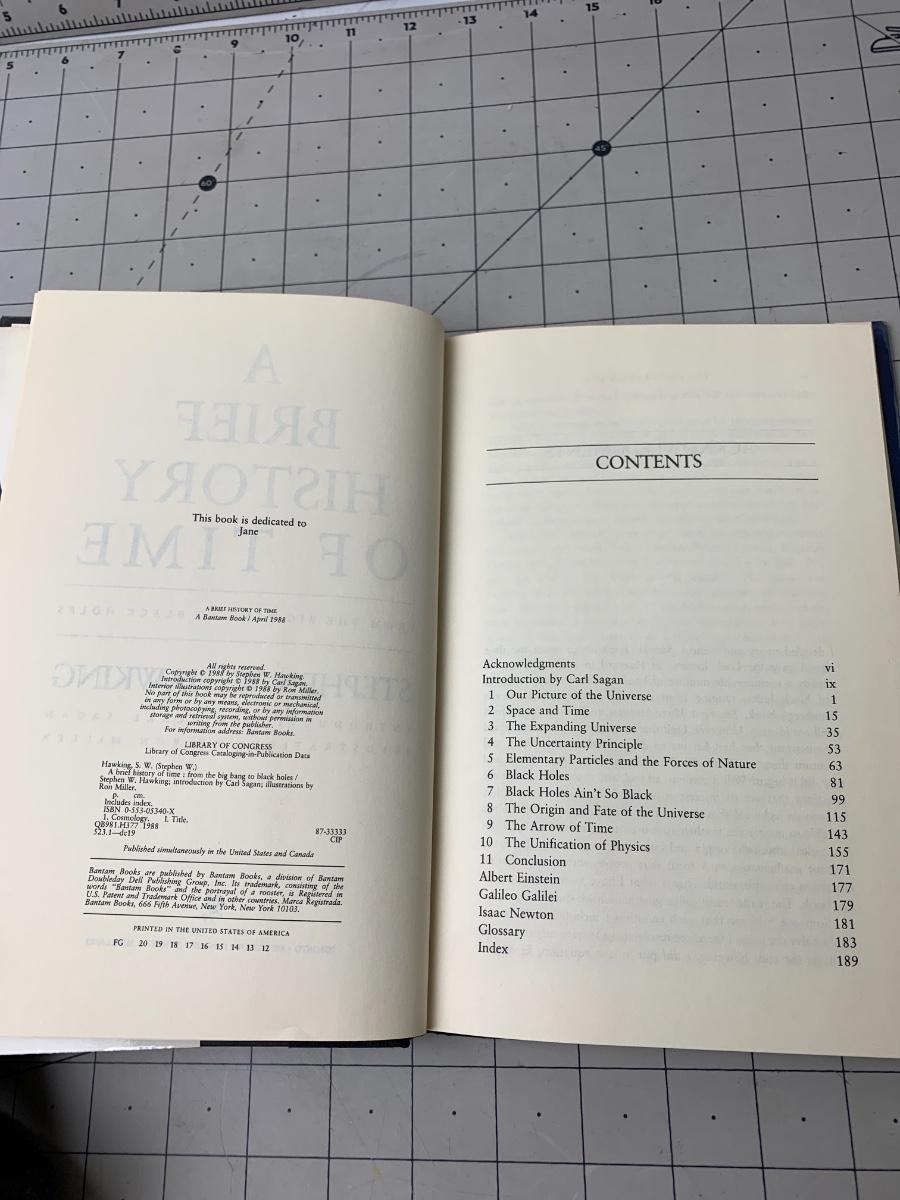 5 6 7 8 9 10 11 12 13 14 15
5 6
60°
45°
This book is dedicated to
Jane
A BRIEF HISTORY OF TIME
A Bantam Book / April 1988
All rights reserved.
Copyright © 1988 by Stephen W. Hawking.
Introduction copyright © 1988 by Carl Sagan.
Interior illustrations copyright © 1988 by Ron Miller.
No part of this book may be reproduced or transmitted
in any form or by any means, electronic or mechanical,
including photocopying, recording, or by any information
storage and retrieval system, without permission in
writing from the publisher.
For information address: Bantam Books.
LIBRARY OF CONGRESS
Library of Congress Cataloging-in-Publication Data
Hawking, S. W. (Stephen W.)
A brief history of time : from the big bang to black holes /
Stephen W. Hawking; introduction by Carl Sagan; illustrations by
Ron Miller.
p. cm.
Includes index.
ISBN 0-553-05340-X
1. Cosmology. I. Title.
QB981.H377 1988
523.1—dc19 87-33333
CIP
Published simultaneously in the United States and Canada
Bantam Books are published by Bantam Books, a division of Bantam
Doubleday Dell Publishing Group, Inc. Its trademark, consisting of the
words "Bantam Books" and the portrayal of a rooster, is Registered in
U.S. Patent and Trademark Office and in other countries. Marca Registrada.
Bantam Books, 666 Fifth Avenue, New York, New York 10103.
PRINTED IN THE UNITED STATES OF AMERICA
FG 20 19 18 17 16 15 14 13 12
CONTENTS
Acknowledgments vi
Introduction by Carl Sagan ix
1 Our Picture of the Universe 1
2 Space and Time 15
3 The Expanding Universe 35
4 The Uncertainty Principle 53
5 Elementary Particles and the Forces of Nature 63
6 Black Holes 81
7 Black Holes Ain't So Black 99
8 The Origin and Fate of the Universe 115
9 The Arrow of Time 143
10 The Unification of Physics 155
11 Conclusion 171
Albert Einstein 177
Galileo Galilei 179
Isaac Newton 181
Glossary 183
Index 189